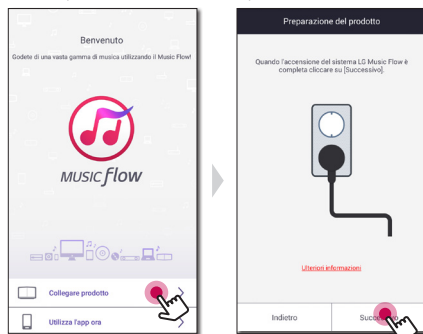 Benvenuto
Godete di una vasta gamma di musica utilizzando il Music Flow!
MUSIC flow
Collegare prodotto
Utilizza l'app ora
Preparazione del prodotto
Quando l'accensione del sistema LG Music Flow è
completa cliccare su [Successivo].
Ulteriori informazioni
Indietro